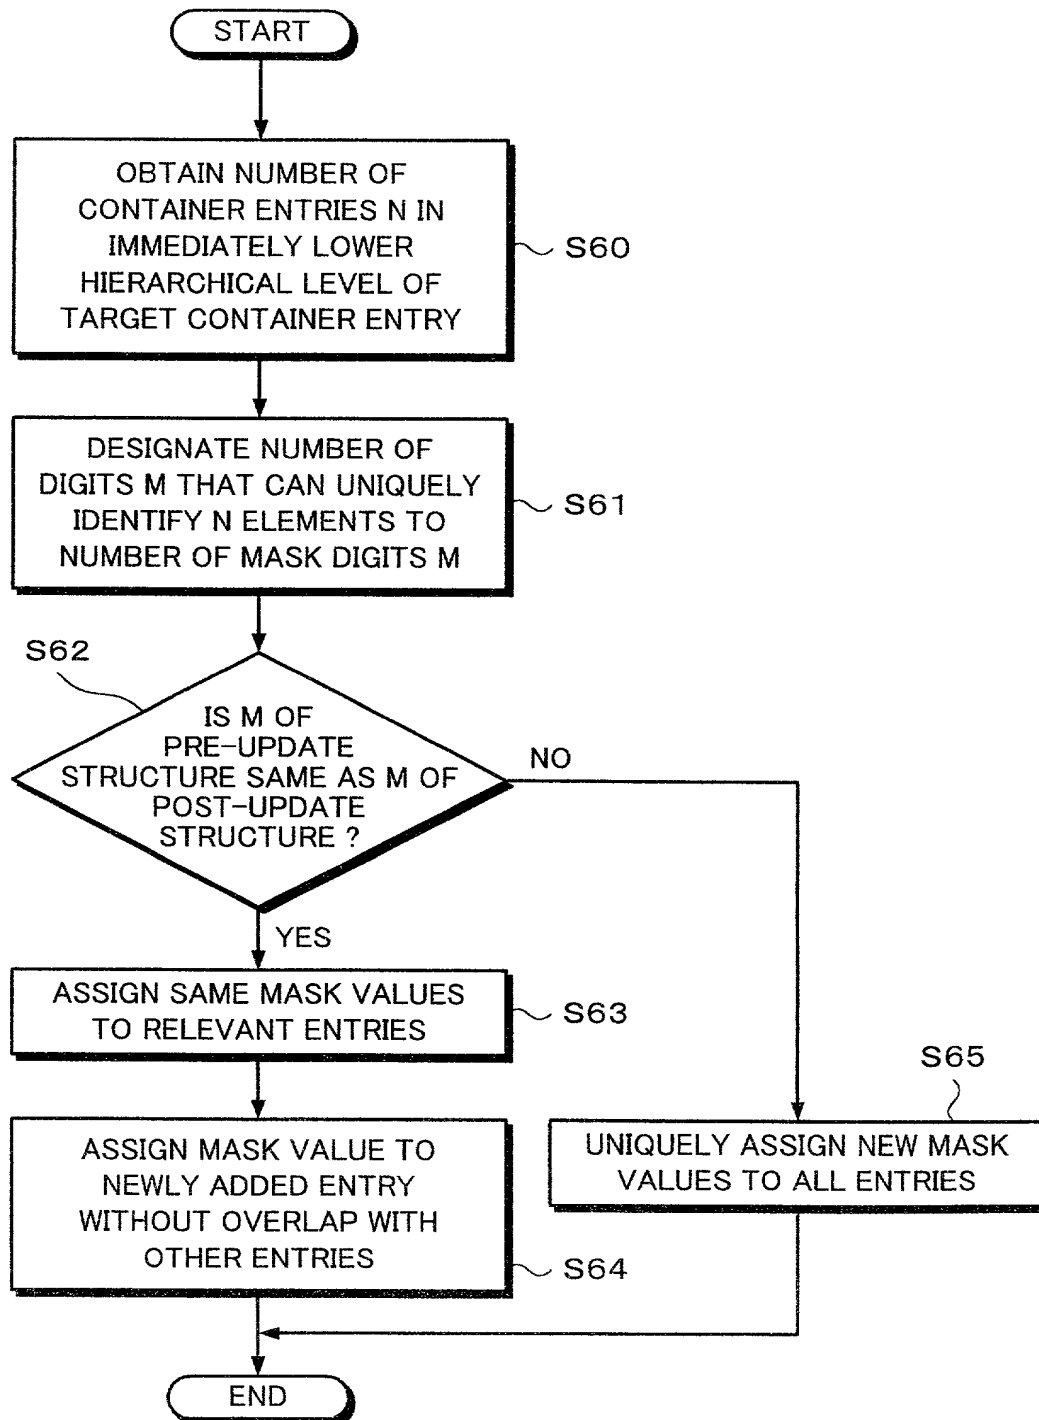 START
OBTAIN NUMBER OF
CONTAINER ENTRIES N IN
IMMEDIATELY LOWER
HIERARCHICAL LEVEL OF
TARGET CONTAINER ENTRY
S60
DESIGNATE NUMBER OF
DIGITS M THAT CAN UNIQUELY
IDENTIFY N ELEMENTS TO
NUMBER OF MASK DIGITS M
S61
S62
IS M OF
PRE-UPDATE
STRUCTURE SAME AS M OF
POST-UPDATE
STRUCTURE ?
NO
YES
ASSIGN SAME MASK VALUES
TO RELEVANT ENTRIES
S63
ASSIGN MASK VALUE TO
NEWLY ADDED ENTRY
WITHOUT OVERLAP WITH
OTHER ENTRIES
S64
S65
UNIQUELY ASSIGN NEW MASK
VALUES TO ALL ENTRIES
END